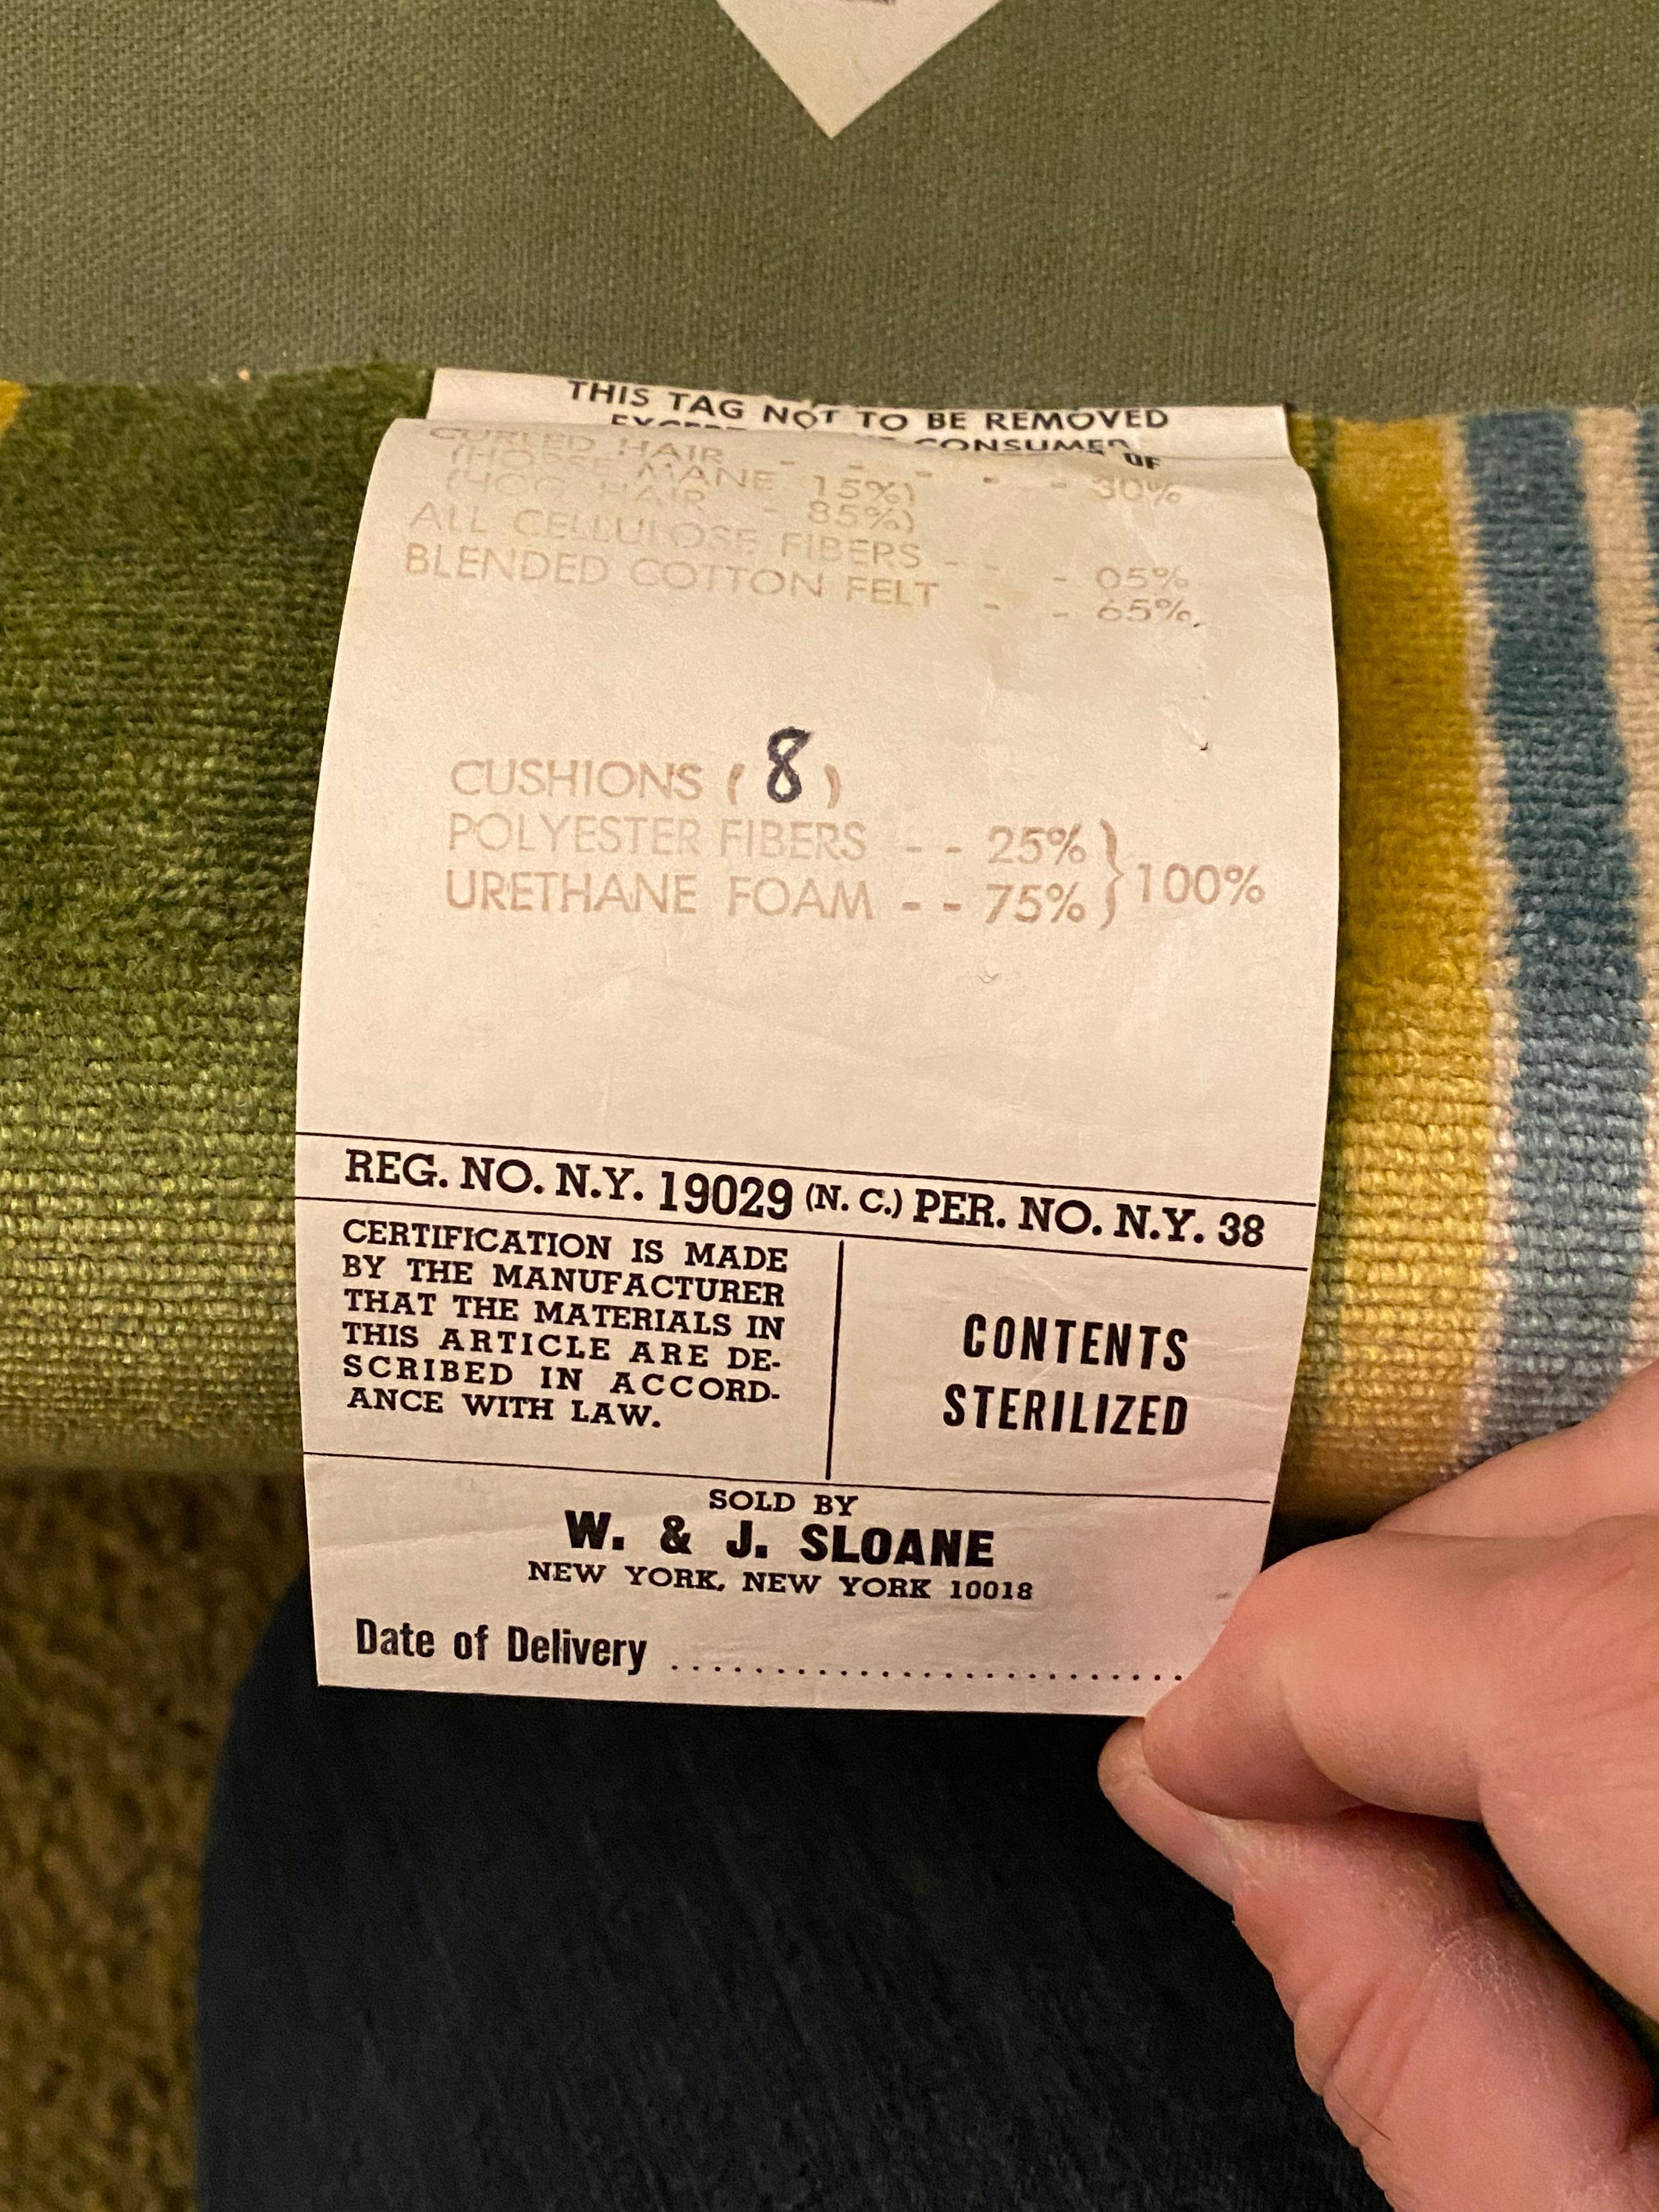 THIS TAG NOT TO BE REMOVED
EXCEPT CONSUMER
OF
CURLED HAIR - - - - - 30%
(HORSE MANE 15%)
(HOG HAIR - 85%)
ALL CELLULOSE FIBERS - - - 05%
BLENDED COTTON FELT - - 65%
CUSHIONS (8)
POLYESTER FIBERS -- 25%
URETHANE FOAM -- 75% } 100%
REG. NO. N.Y. 19029 (N. C.) PER. NO. N.Y. 38
CERTIFICATION IS MADE
BY THE MANUFACTURER
THAT THE MATERIALS IN
THIS ARTICLE ARE DE-
SCRIBED IN ACCORD-
ANCE WITH LAW.
CONTENTS
STERILIZED
SOLD BY
W. & J. SLOANE
NEW YORK, NEW YORK 10018
Date of Delivery ..............................